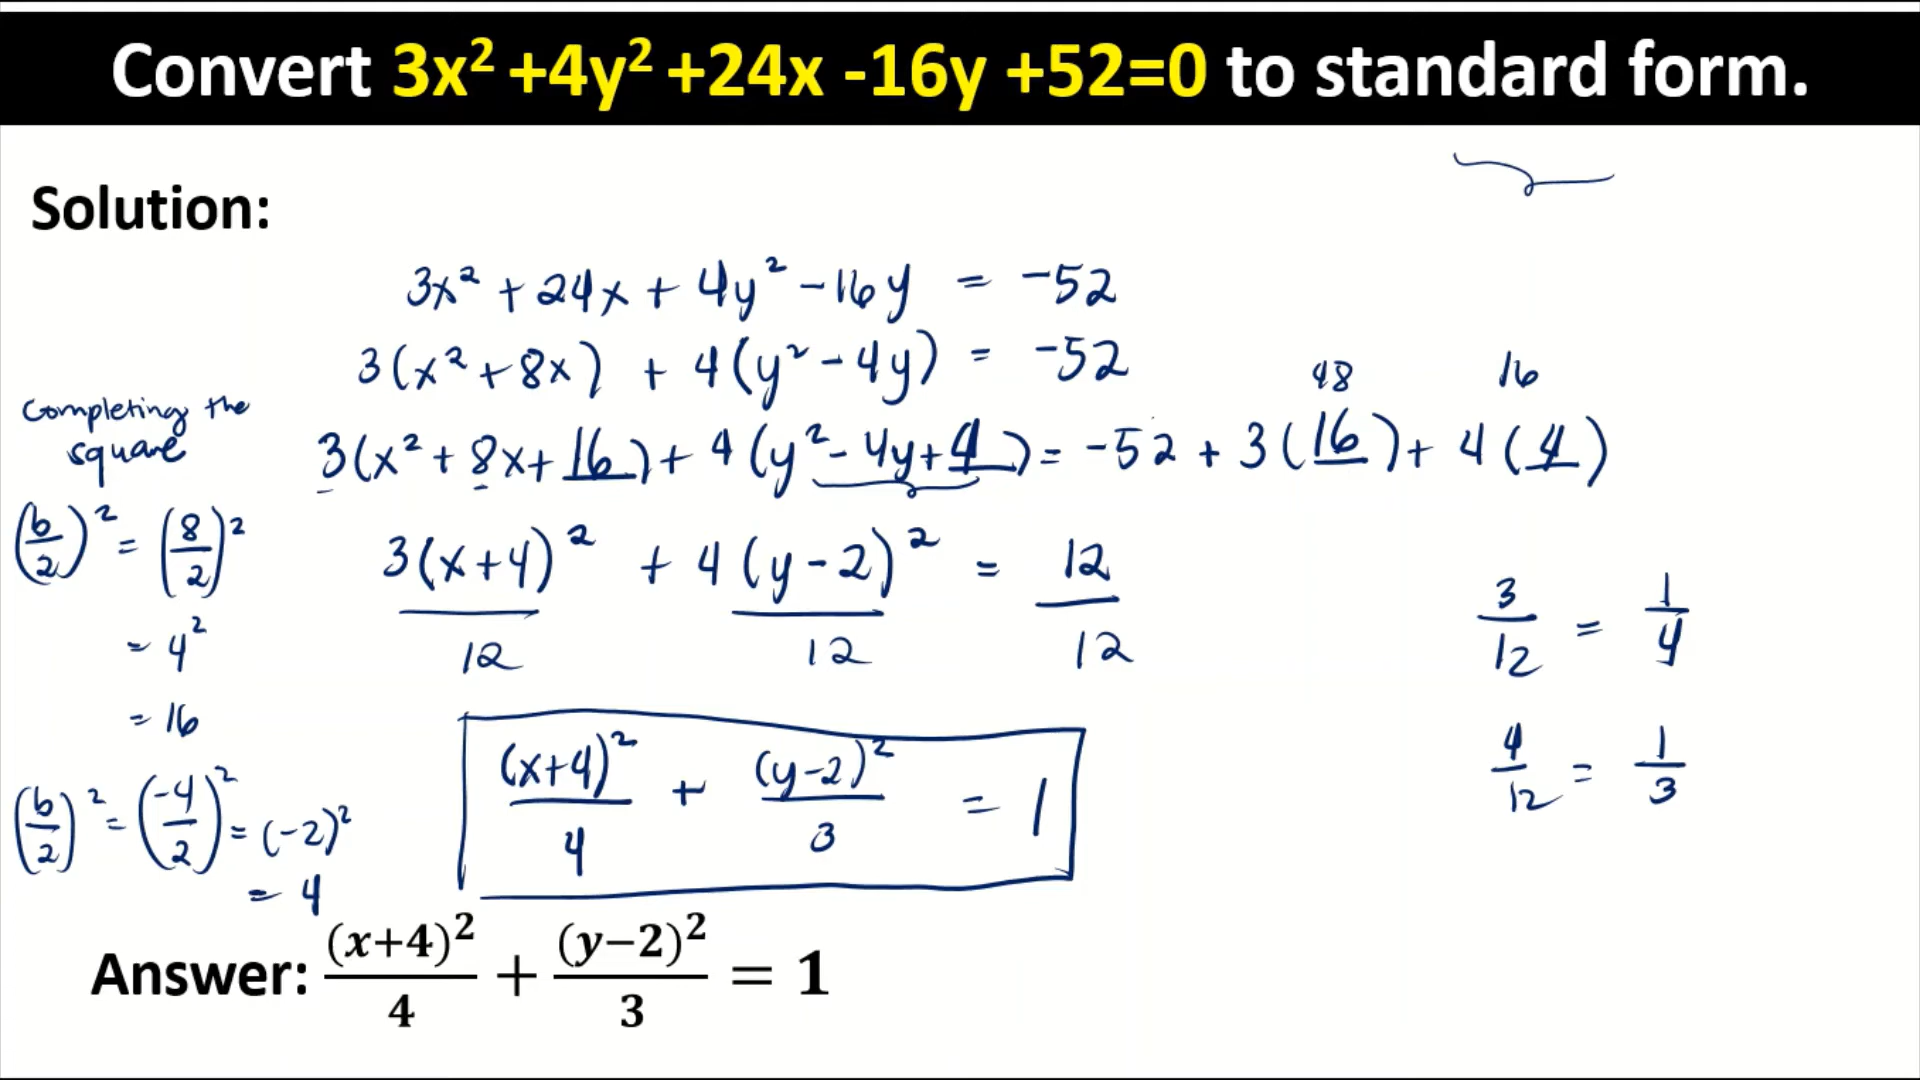 Convert 3x² +4y² +24x -16y +52=0 to standard form.
Solution:
3x² + 24x + 4y² - 16y = -52
3(x² + 8x) + 4(y² - 4y) = -52
48 16
Completing the
square
3(x² + 8x + 16) + 4(y² - 4y + 4) = -52 + 3(16) + 4(4)
(b/2)² = (8/2)²
= 4²
= 16
3(x+4)²/12 + 4(y-2)²/12 = 12/12
3/12 = 1/4
4/12 = 1/3
(x+4)²/4 + (y-2)²/3 = 1
(b/2)² = (-4/2)² = (-2)²
= 4
Answer: (x+4)²/4 + (y−2)²/3 = 1